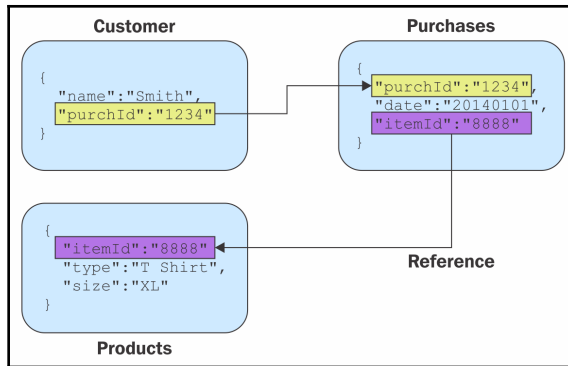 Customer
{
"name":"Smith",
"purchId":"1234"
}
Purchases
{
"purchId":"1234",
"date":"20140101",
"itemId":"8888"
}
Reference
{
"itemId":"8888"
"type":"T Shirt",
"size":"XL"
}
Products